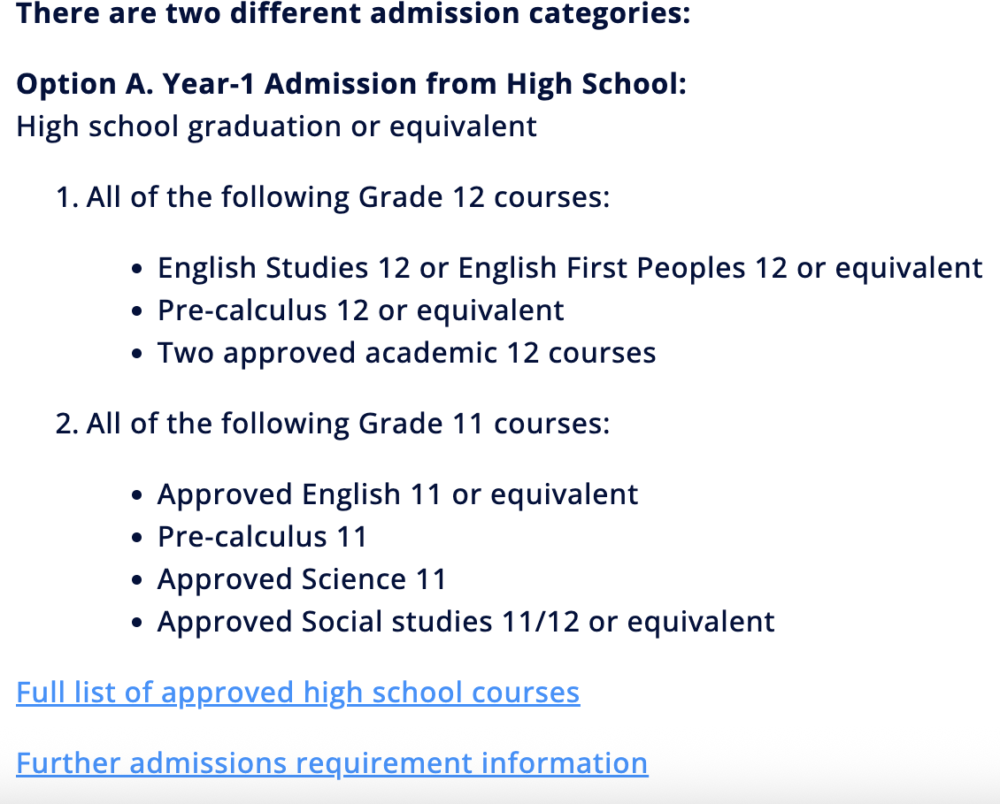 There are two different admission categories:
Option A. Year-1 Admission from High School:
High school graduation or equivalent
1. All of the following Grade 12 courses:
• English Studies 12 or English First Peoples 12 or equivalent
• Pre-calculus 12 or equivalent
• Two approved academic 12 courses
2. All of the following Grade 11 courses:
• Approved English 11 or equivalent
• Pre-calculus 11
• Approved Science 11
• Approved Social studies 11/12 or equivalent
Full list of approved high school courses
Further admissions requirement information